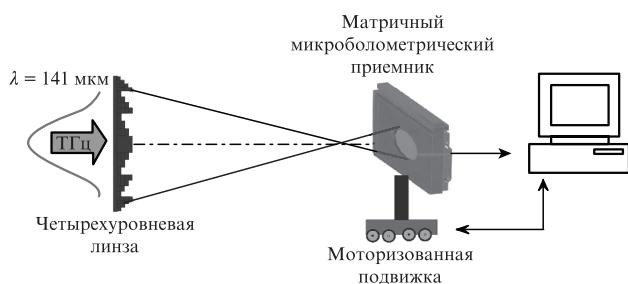 Матричный
микроболометрический
приемник
λ = 141 мкм
ТГц
Четырехуровневая
линза
Моторизованная
подвижка